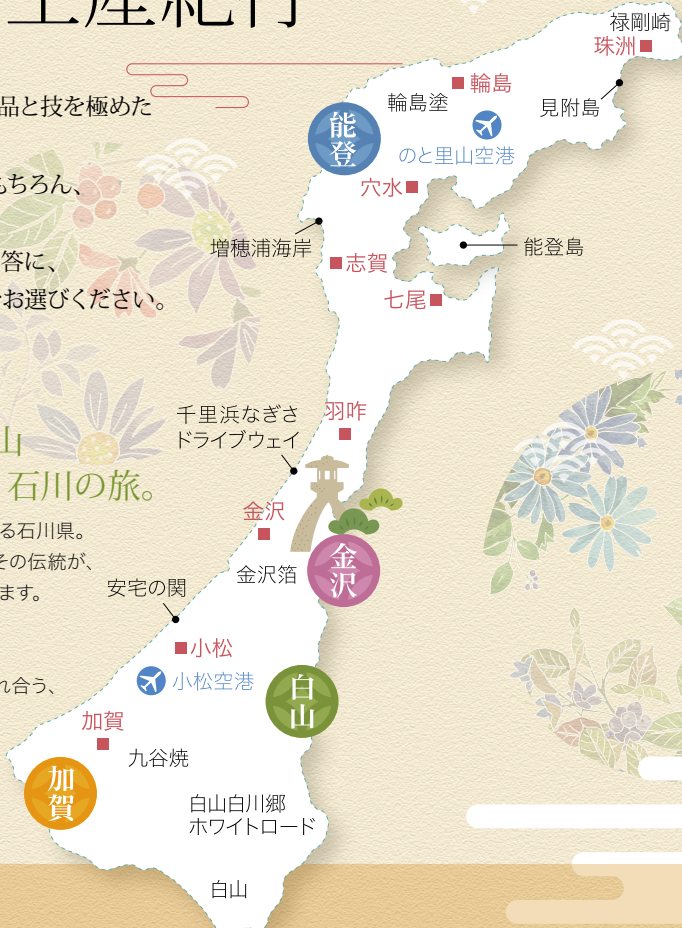 土産紀行
禄剛崎
珠洲
輪島
品と技を極めた
輪島塗
見附島
能登
のと里山空港
もちろん、
穴水
増穂浦海岸
能登島
答に、
志賀
お選びください。
七尾
千里浜なぎさ
ドライブウェイ
羽咋
山
石川の旅。
金沢
る石川県。
その伝統が、
金沢箔
金沢
ます。
安宅の関
小松
小松空港
れ合う、
白山
加賀
九谷焼
加賀
白山白川郷
ホワイトロード
白山